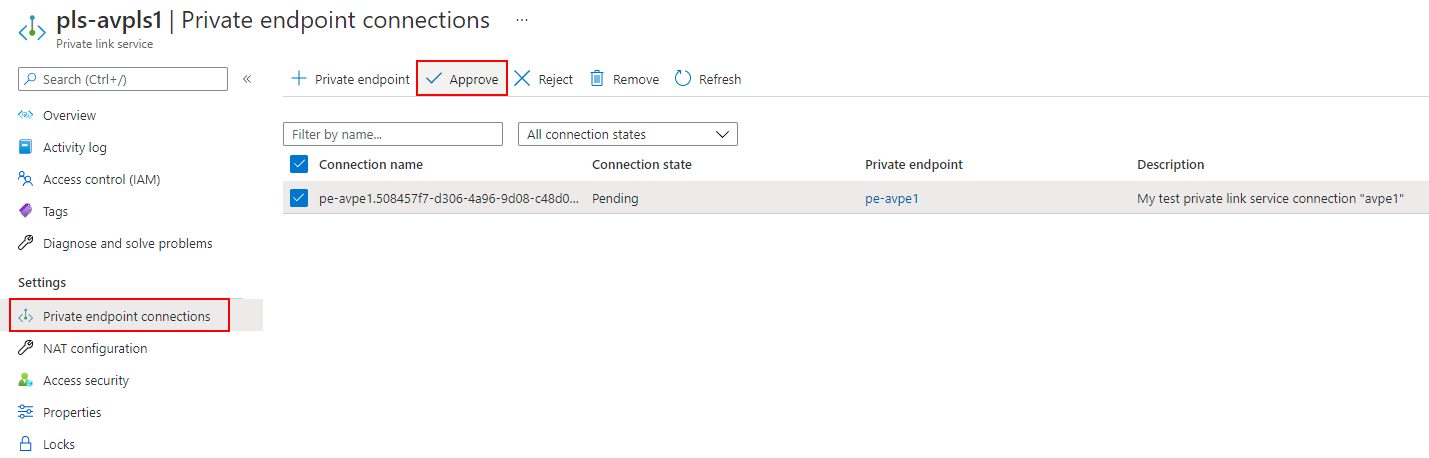 pls-avpls1 | Private endpoint connections ...
Private link service
Search (Ctrl+/) «
Overview
Activity log
Access control (IAM)
Tags
Diagnose and solve problems
Settings
Private endpoint connections
NAT configuration
Access security
Properties
Locks
Private endpoint Approve Reject Remove Refresh
Filter by name... All connection states
Connection name Connection state Private endpoint Description
pe-avpe1.508457f7-d306-4a96-9d08-c48d0... Pending pe-avpe1 My test private link service connection "avpe1"